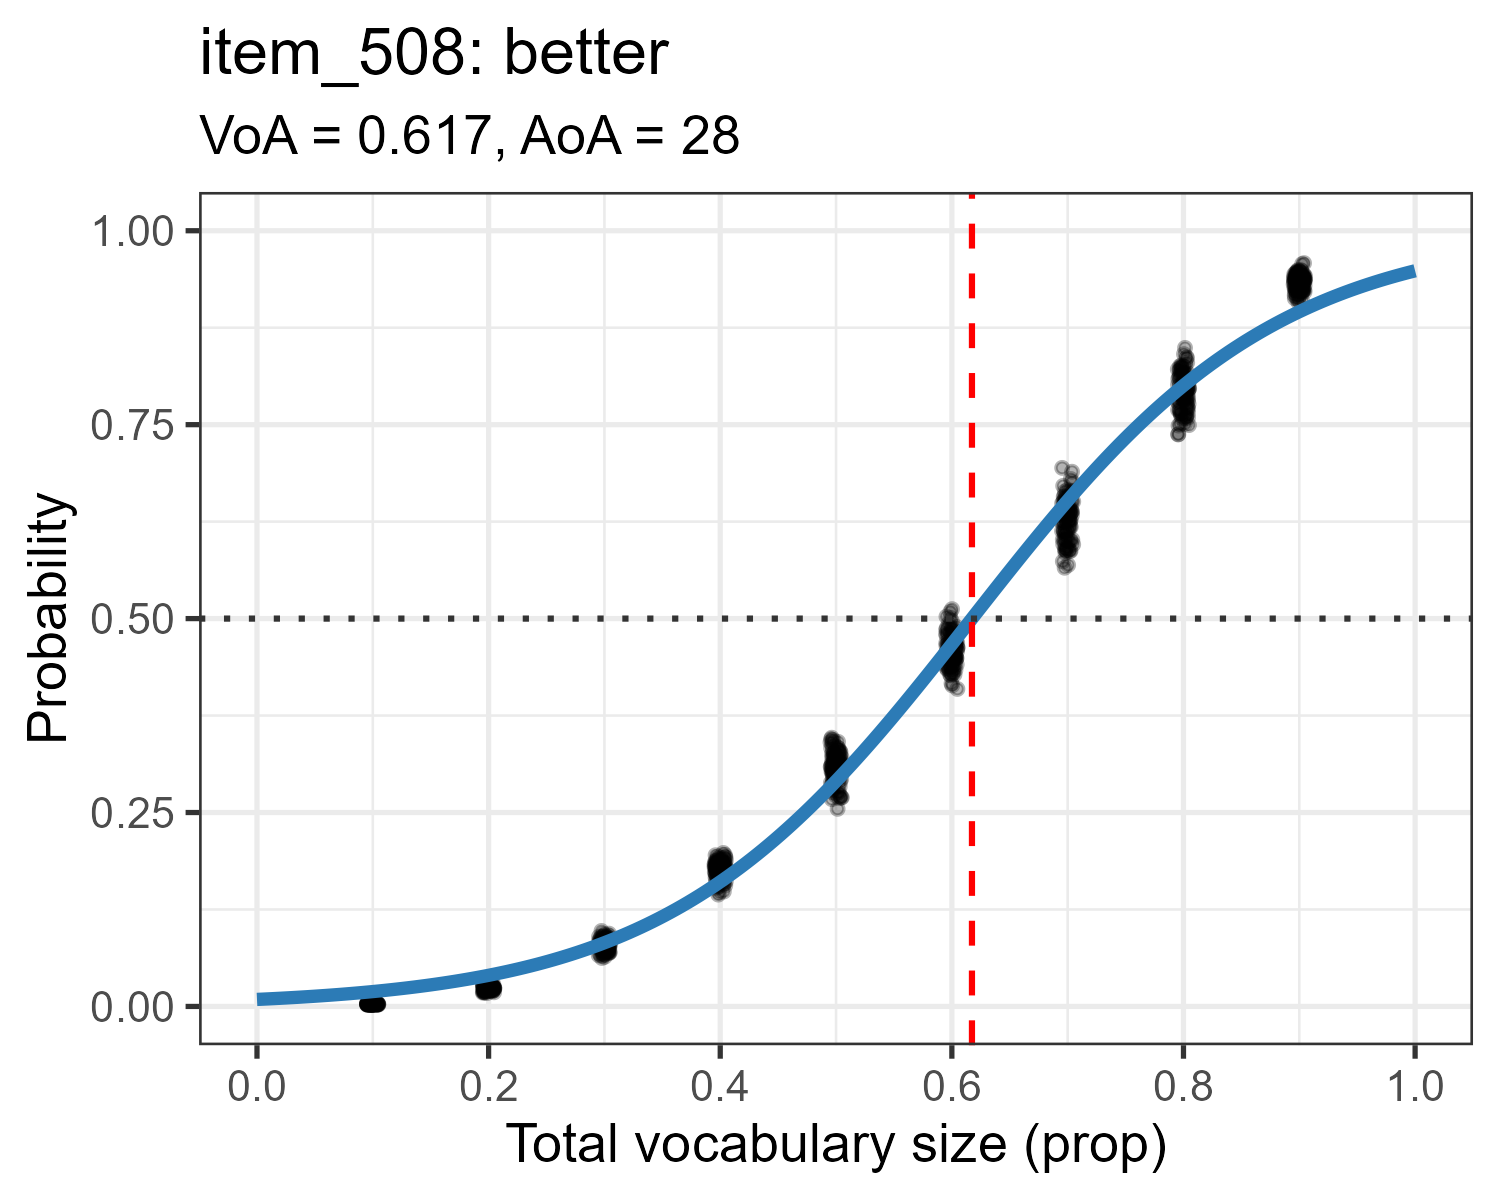 item_508: better
VoA = 0.617, AoA = 28
1.00
0.75
0.50
0.25
0.00
Probability
0.0 0.2 0.4 0.6 0.8 1.0
Total vocabulary size (prop)